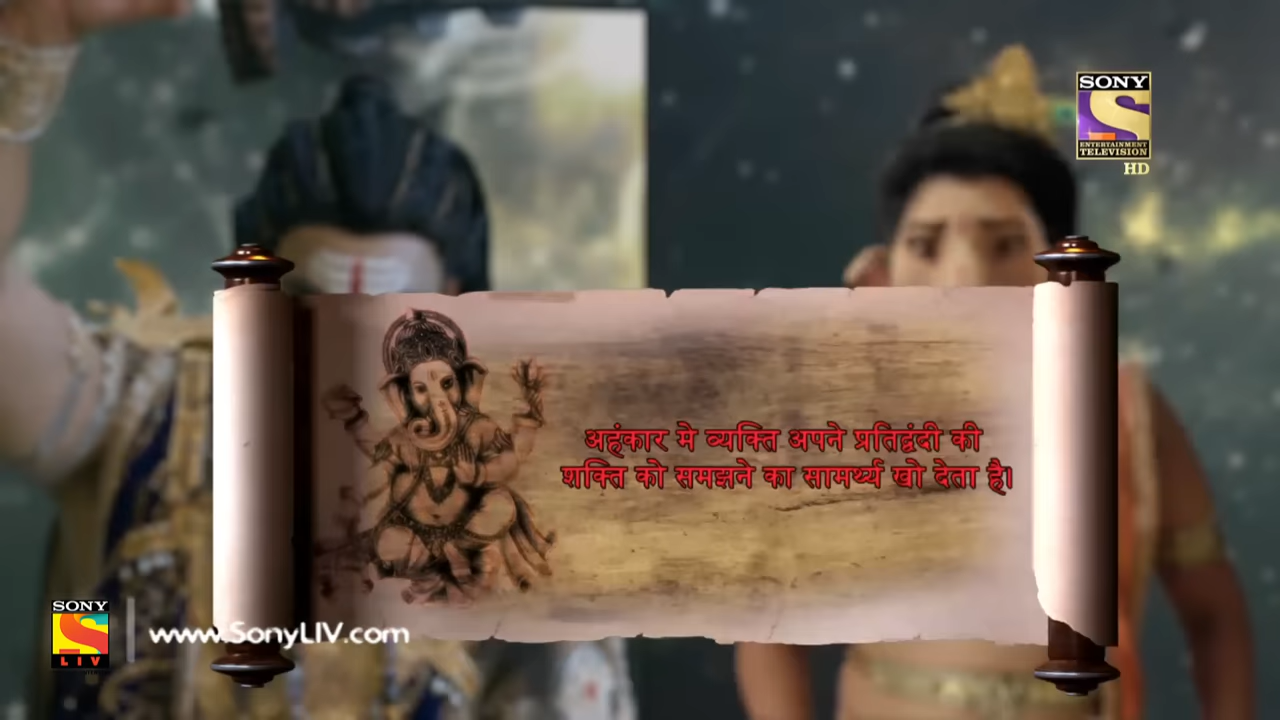 SONY
ENTERTAINMENT
TELEVISION
HD
अहंकार मे व्यक्ति अपने प्रतिद्वंदी की
शक्ति को समझने का सामर्थ्य खो देता है।
SONY
LIV
www.SonyLIV.com